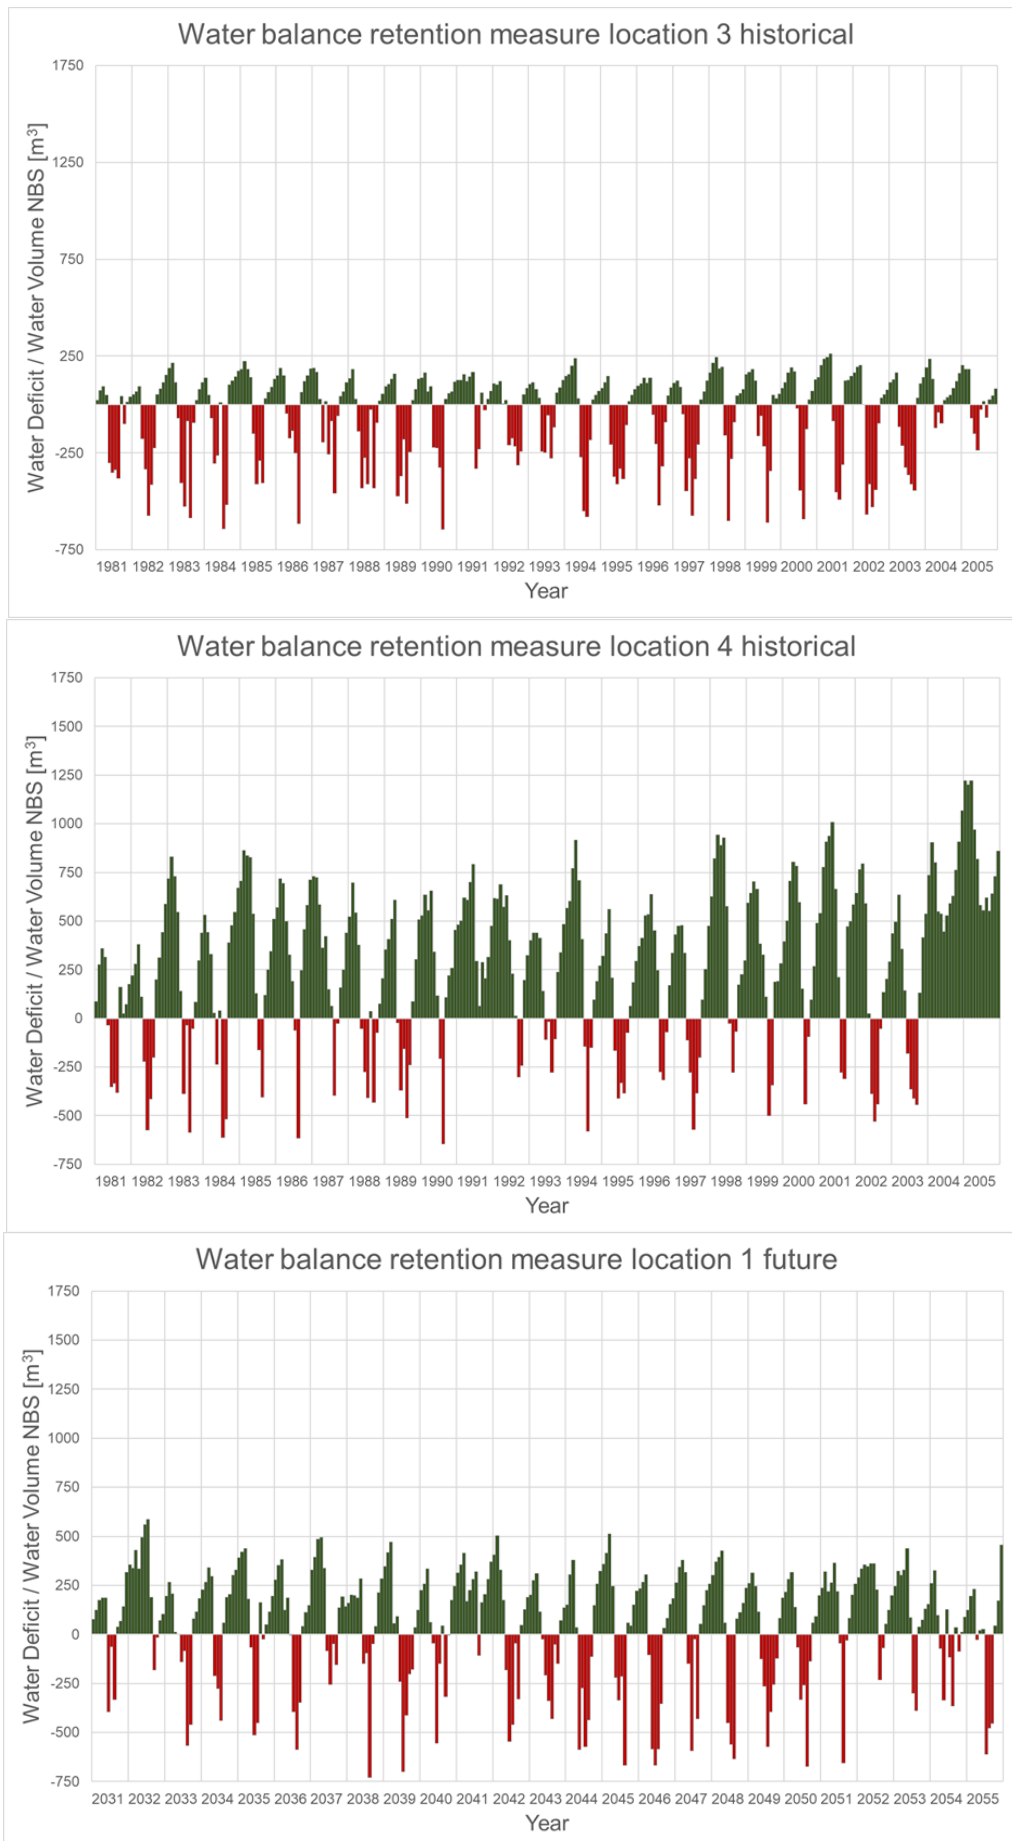 Water balance retention measure location 3 historical
Water Deficit / Water Volume NBS [m³]
1750
1250
750
250
-250
-750
1981 1982 1983 1984 1985 1986 1987 1988 1989 1990 1991 1992 1993 1994 1995 1996 1997 1998 1999 2000 2001 2002 2003 2004 2005
Year
Water balance retention measure location 4 historical
Water Deficit / Water Volume NBS [m³]
1750
1500
1250
1000
750
500
250
0
-250
-500
-750
1981 1982 1983 1984 1985 1986 1987 1988 1989 1990 1991 1992 1993 1994 1995 1996 1997 1998 1999 2000 2001 2002 2003 2004 2005
Year
Water balance retention measure location 1 future
Water Deficit / Water Volume NBS [m³]
1750
1500
1250
1000
750
500
250
0
-250
-500
-750
2031 2032 2033 2034 2035 2036 2037 2038 2039 2040 2041 2042 2043 2044 2045 2046 2047 2048 2049 2050 2051 2052 2053 2054 2055
Year